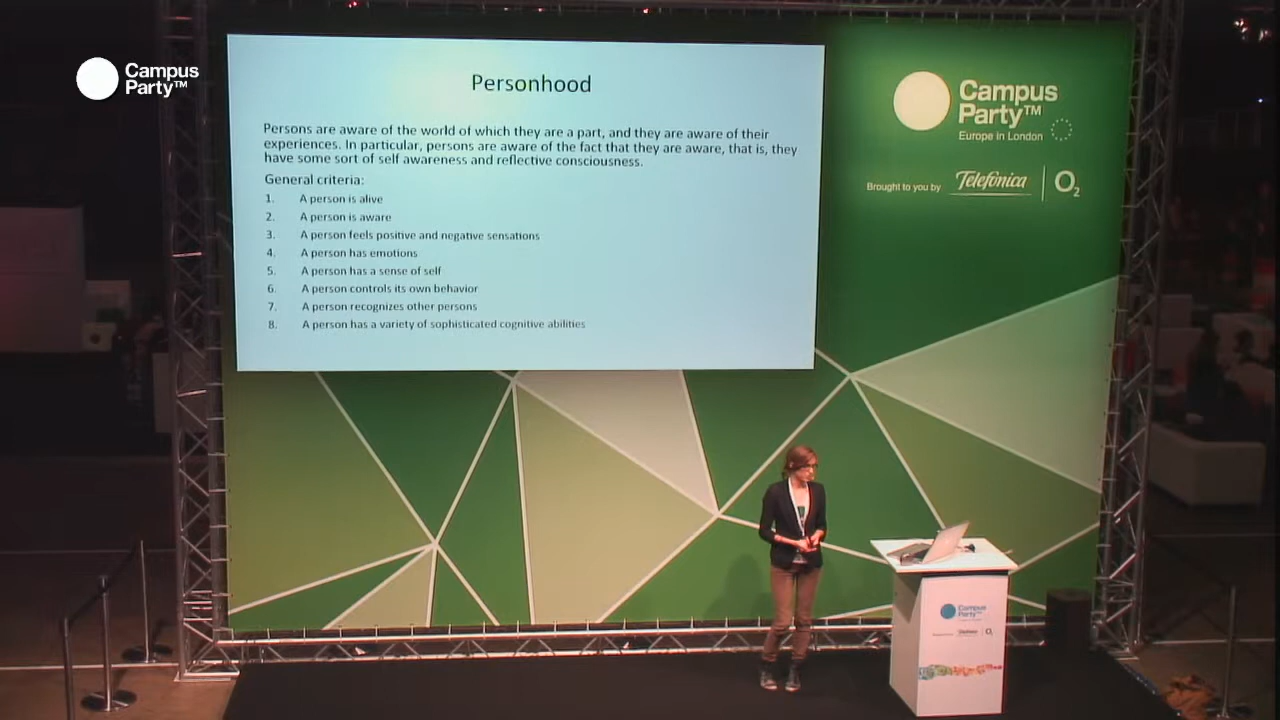 Campus
Party™
Personhood
Persons are aware of the world of which they are a part, and they are aware of their
experiences. In particular, persons are aware of the fact that they are aware, that is, they
have some sort of self awareness and reflective consciousness.
General criteria:
1. A person is alive
2. A person is aware
3. A person feels positive and negative sensations
4. A person has emotions
5. A person has a sense of self
6. A person controls its own behavior
7. A person recognizes other persons
8. A person has a variety of sophisticated cognitive abilities
Campus
Party™
Europe in London
Brought to you by Telefónica O2
Campus
Party